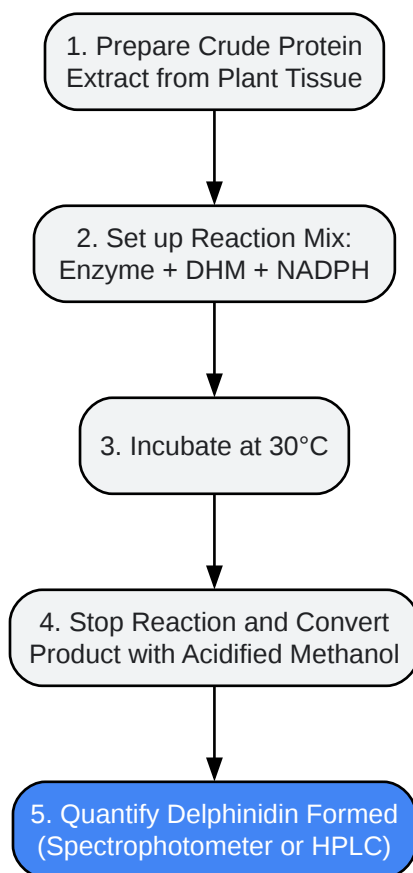 1. Prepare Crude Protein
Extract from Plant Tissue
2. Set up Reaction Mix:
Enzyme + DHM + NADPH
3. Incubate at 30°C
4. Stop Reaction and Convert
Product with Acidified Methanol
5. Quantify Delphinidin Formed
(Spectrophotometer or HPLC)